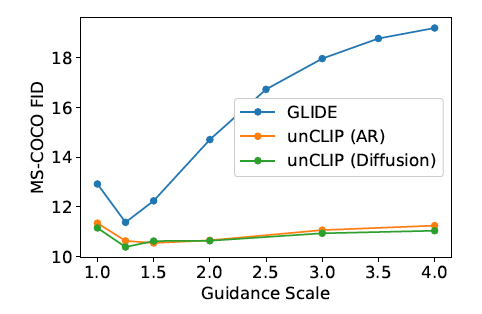 18
16
14
12
10
MS-COCO FID
GLIDE
unCLIP (AR)
unCLIP (Diffusion)
1.0 1.5 2.0 2.5 3.0 3.5 4.0
Guidance Scale